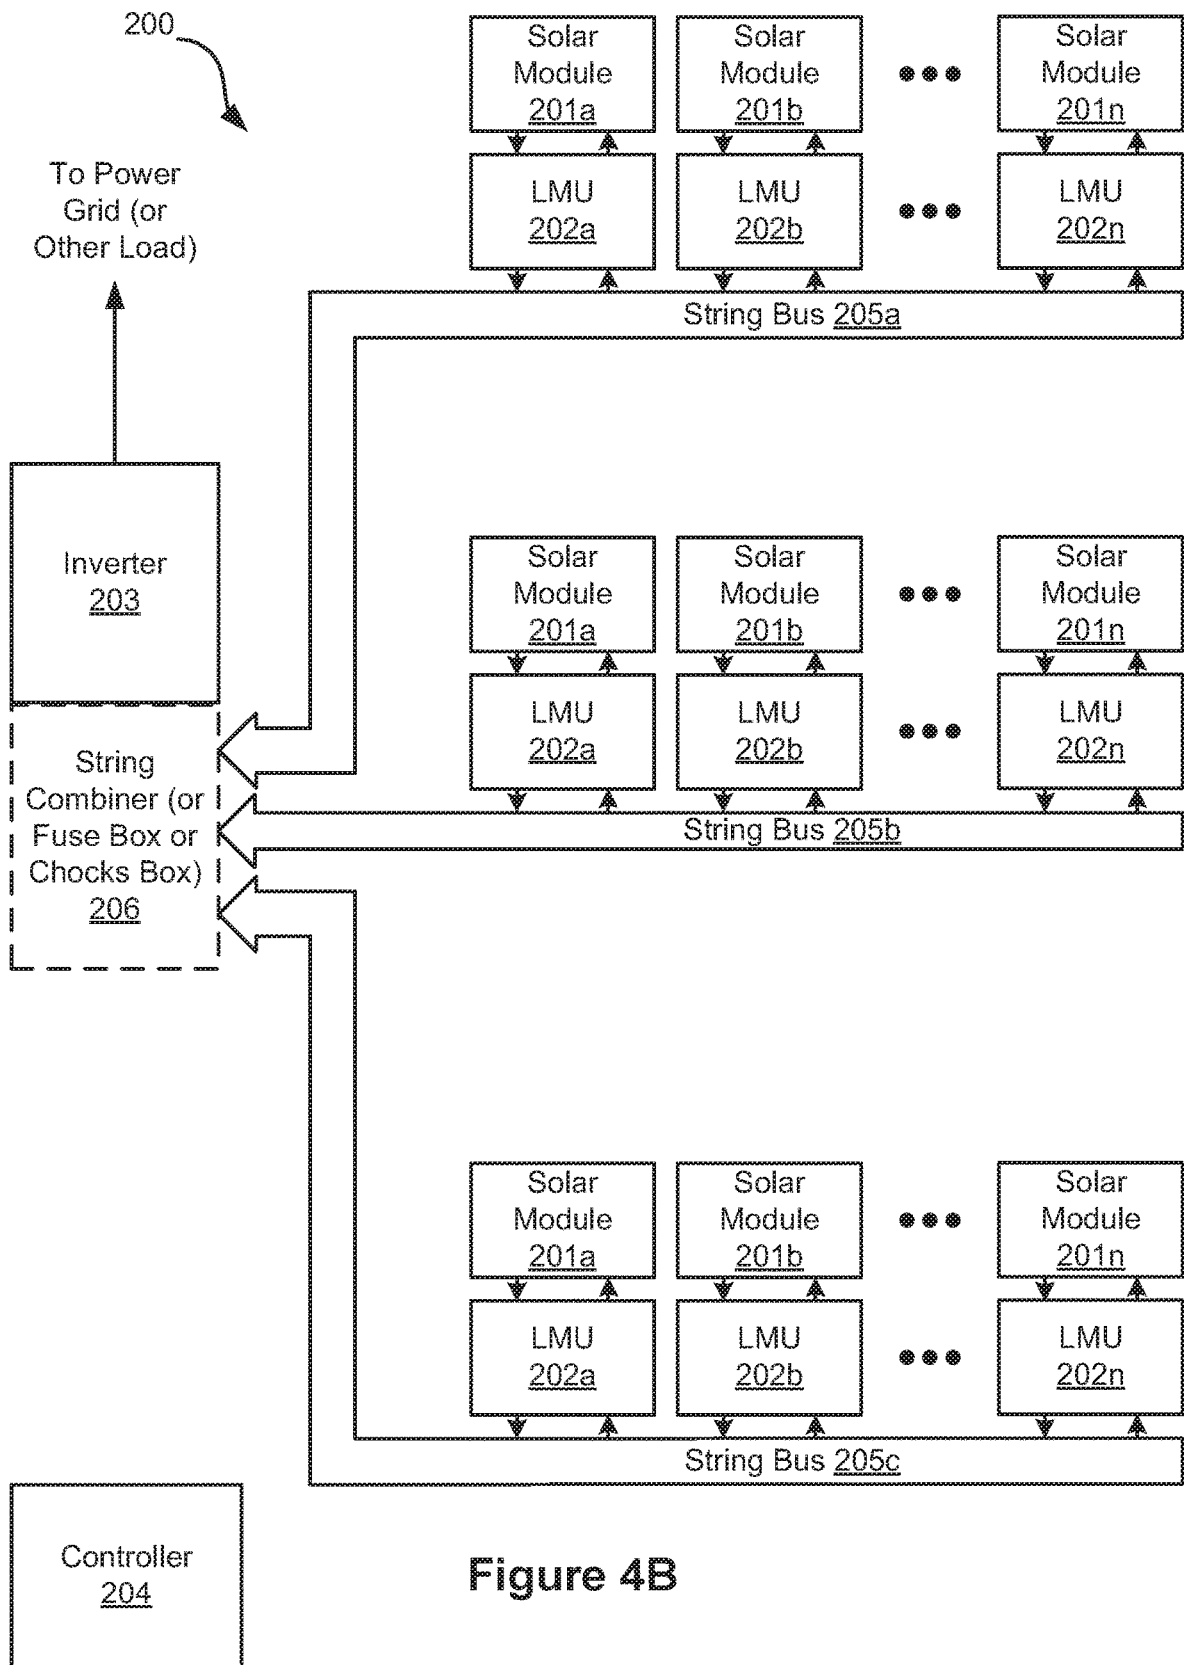 200
To Power
Grid (or
Other Load)
Solar
Module
201a
Solar
Module
201b
Solar
Module
201n
LMU
202a
LMU
202b
LMU
202n
String Bus 205a
Inverter
203
Solar
Module
201a
Solar
Module
201b
Solar
Module
201n
LMU
202a
LMU
202b
LMU
202n
String Bus 205b
String
Combiner (or
Fuse Box or
Chocks Box)
206
Solar
Module
201a
Solar
Module
201b
Solar
Module
201n
LMU
202a
LMU
202b
LMU
202n
String Bus 205c
Controller
204
Figure 4B